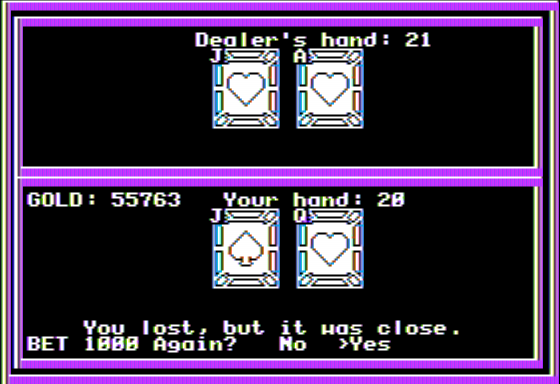 Dealer's hand: 21
J A
GOLD: 55763 Your hand: 20
J Q
You lost, but it was close.
BET 1000 Again? No >Yes